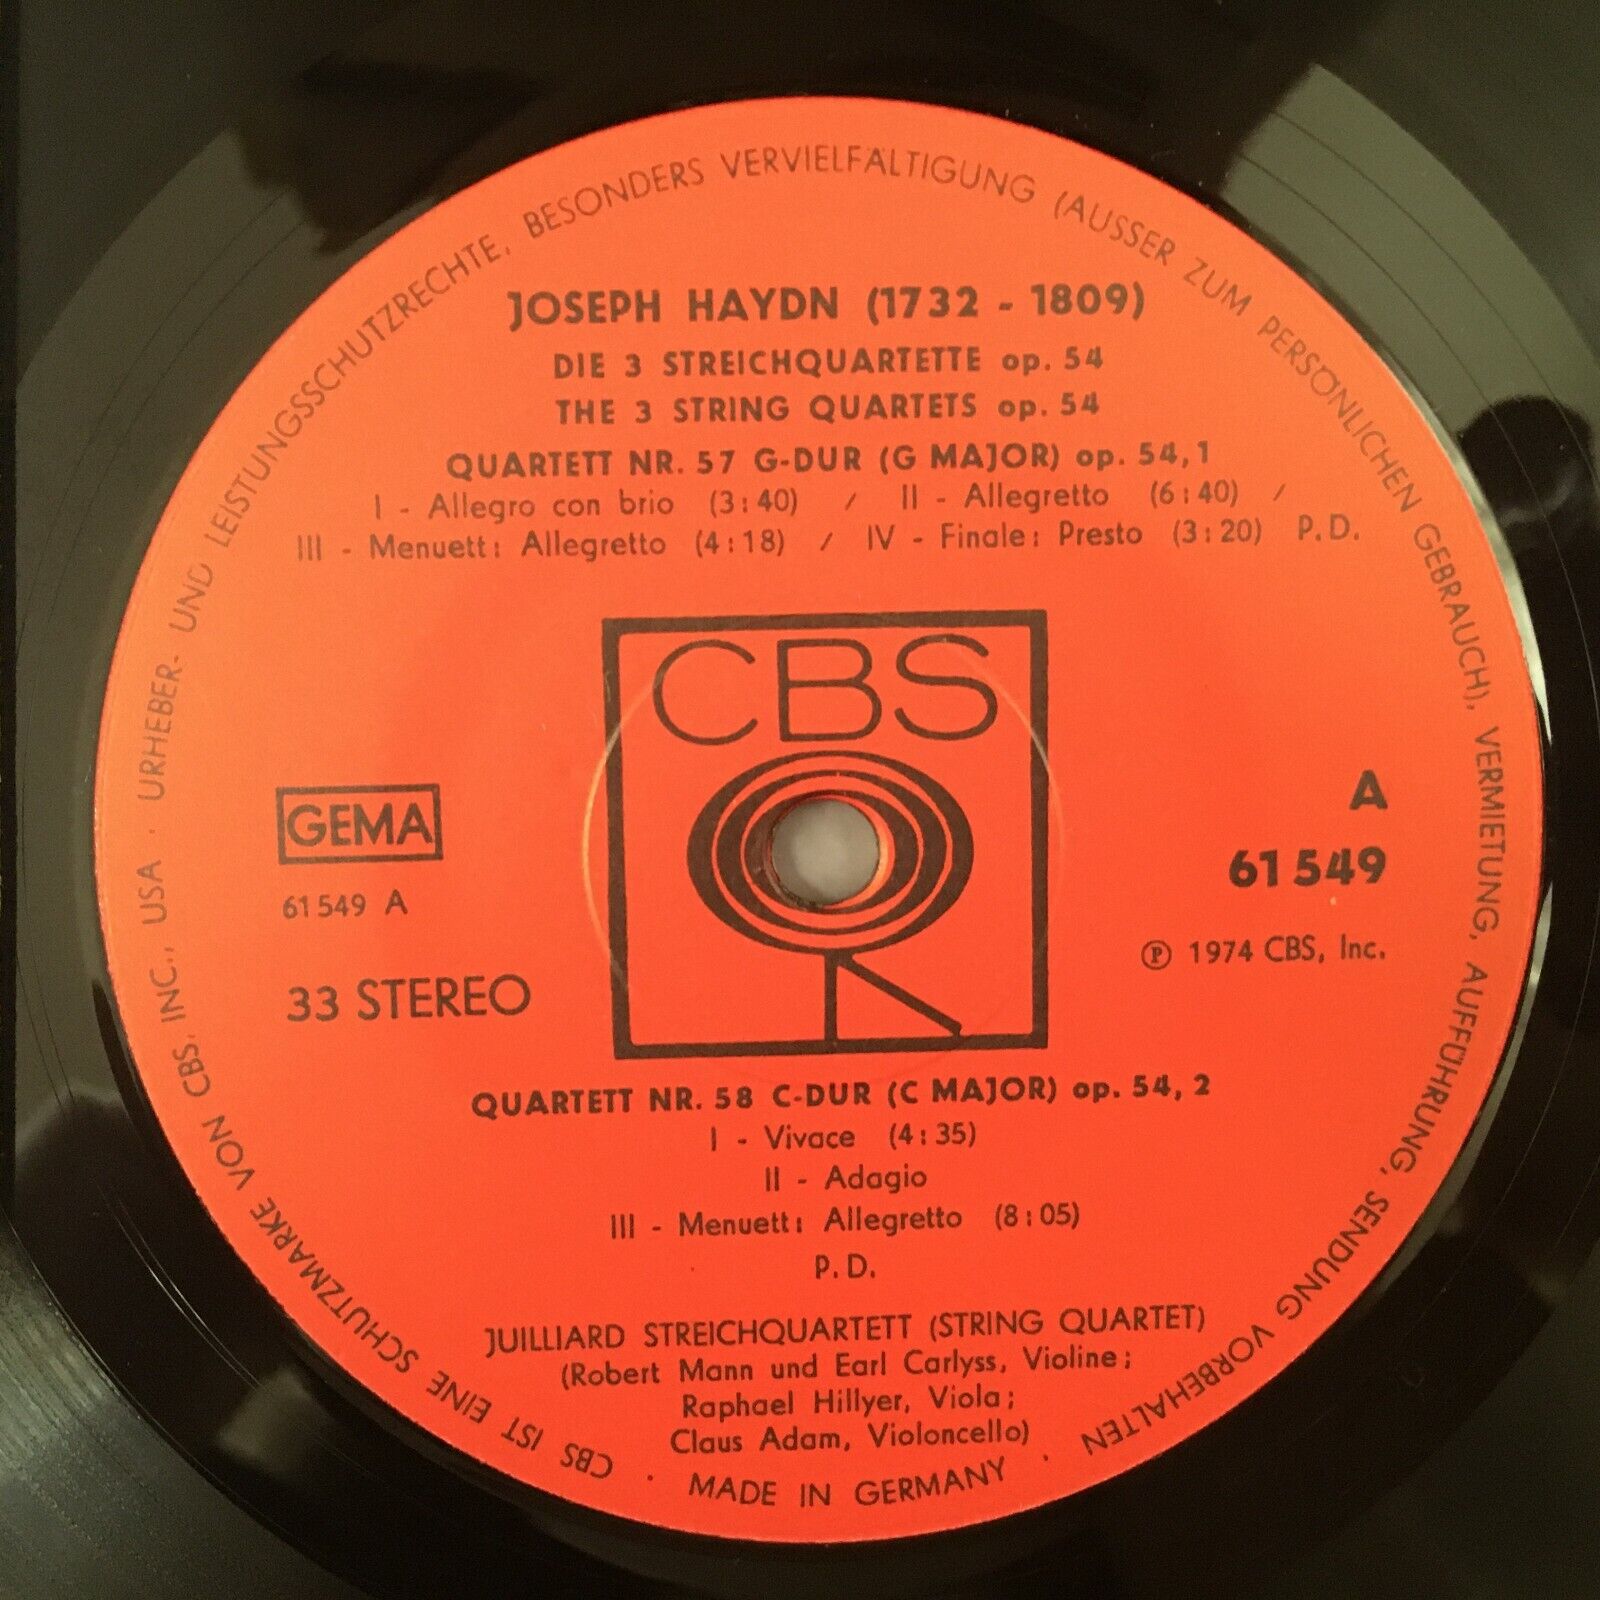 URHEBER- UND LEISTUNGSSCHUTZRECHTE, BESONDERS VERVIELFÄLTIGUNG (AUSSER ZUM PERSÖNLICHEN GEBRAUCH), VERMIETUNG, AUFFÜHRUNG, SENDUNG VORBEHALTEN ·
JOSEPH HAYDN (1732 - 1809)
DIE 3 STREICHQUARTETTE op. 54
THE 3 STRING QUARTETS op. 54
QUARTETT NR. 57 G-DUR (G MAJOR) op. 54,1
I - Allegro con brio (3:40) / II - Allegretto (6:40) /
III - Menuett: Allegretto (4:18) / IV - Finale: Presto (3:20) P.D.
CBS
GEMA
61 549 A
33 STEREO
A
61 549
Ⓟ 1974 CBS, Inc.
QUARTETT NR. 58 C-DUR (C MAJOR) op. 54, 2
I - Vivace (4:35)
II - Adagio
III - Menuett: Allegretto (8:05)
P.D.
JUILLIARD STREICHQUARTETT (STRING QUARTET)
(Robert Mann und Earl Carlyss, Violine;
Raphael Hillyer, Viola;
Claus Adam, Violoncello)
MADE IN GERMANY ·
CBS IST EINE SCHUTZMARKE VON CBS, INC., USA ·